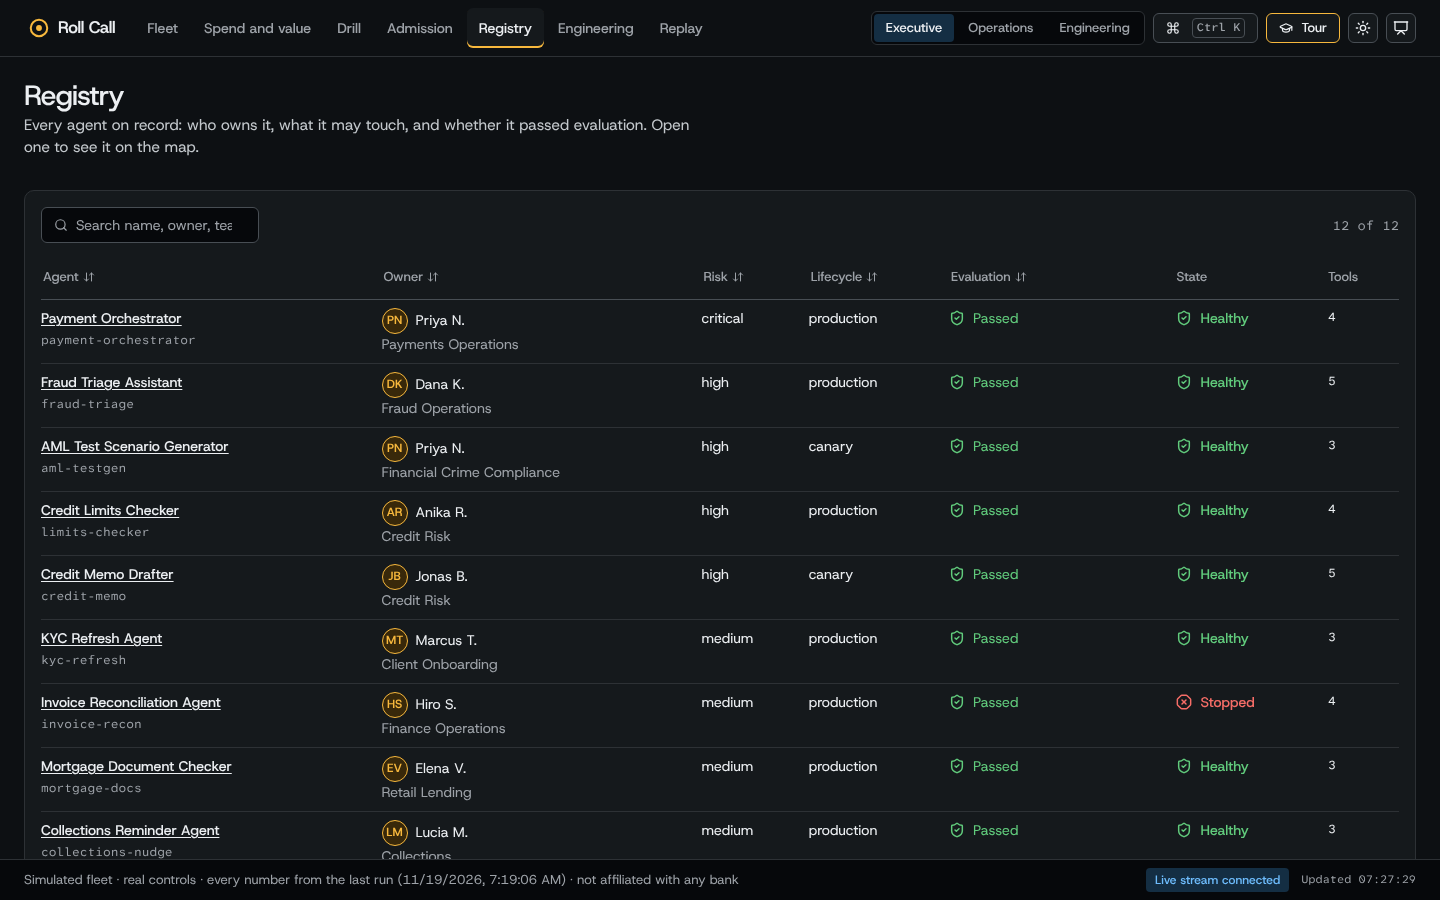 Roll Call Fleet Spend and value Drill Admission Registry Engineering Replay Executive Operations Engineering ⌘ Ctrl K Tour
Registry
Every agent on record: who owns it, what it may touch, and whether it passed evaluation. Open
one to see it on the map.
Search name, owner, tea 12 of 12
Agent Owner Risk Lifecycle Evaluation State Tools
Payment Orchestrator PN Priya N. critical production Passed Healthy 4
payment-orchestrator Payments Operations
Fraud Triage Assistant DK Dana K. high production Passed Healthy 5
fraud-triage Fraud Operations
AML Test Scenario Generator PN Priya N. high canary Passed Healthy 3
aml-testgen Financial Crime Compliance
Credit Limits Checker AR Anika R. high production Passed Healthy 4
limits-checker Credit Risk
Credit Memo Drafter JB Jonas B. high canary Passed Healthy 5
credit-memo Credit Risk
KYC Refresh Agent MT Marcus T. medium production Passed Healthy 3
kyc-refresh Client Onboarding
Invoice Reconciliation Agent HS Hiro S. medium production Passed Stopped 4
invoice-recon Finance Operations
Mortgage Document Checker EV Elena V. medium production Passed Healthy 3
mortgage-docs Retail Lending
Collections Reminder Agent LM Lucia M. medium production Passed Healthy 3
collections-nudge Collections
Simulated fleet · real controls · every number from the last run (11/19/2026, 7:19:06 AM) · not affiliated with any bank Live stream connected Updated 07:27:29